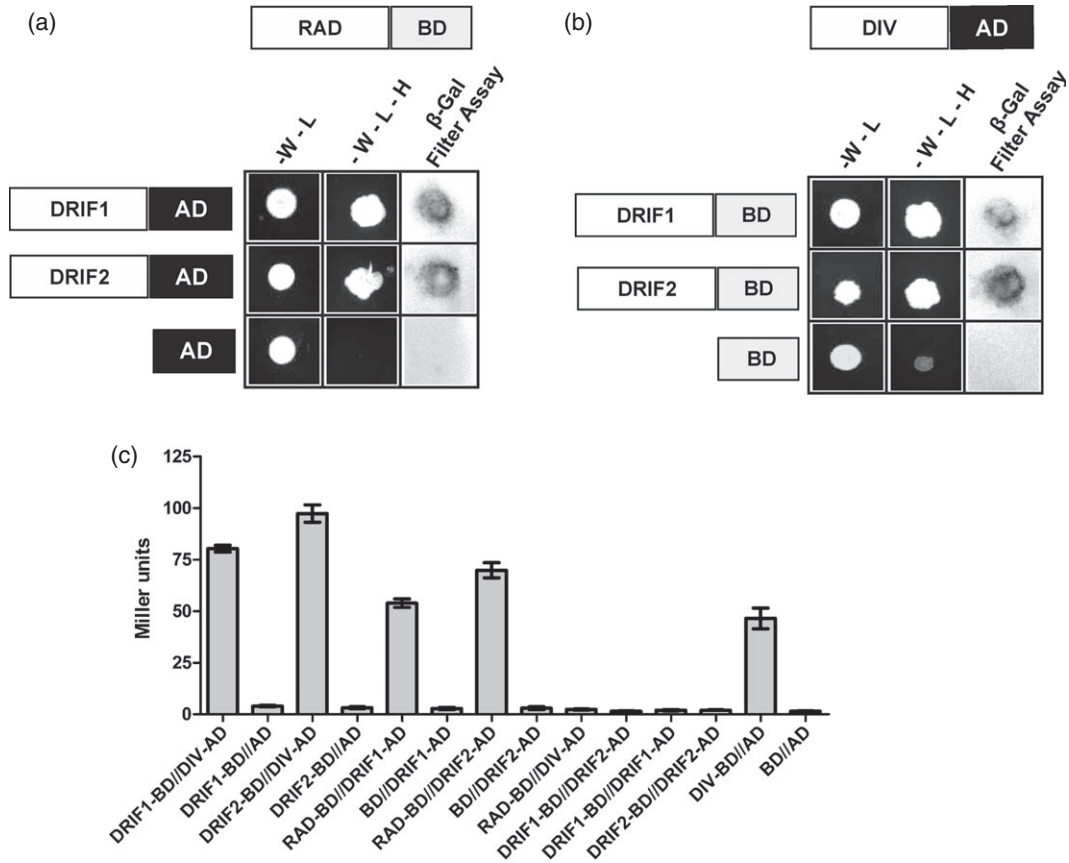 (a)
RAD BD
-W - L
- W - L - H
β-Gal
Filter Assay
DRIF1 AD
DRIF2 AD
AD
(b)
DIV AD
-W - L
- W - L - H
β-Gal
Filter Assay
DRIF1 BD
DRIF2 BD
BD
(c)
Miller units
125
100
75
50
25
0
DRIF1-BD//DIV-AD
DRIF1-BD//AD
DRIF2-BD//DIV-AD
DRIF2-BD//AD
RAD-BD//DRIF1-AD
BD//DRIF1-AD
RAD-BD//DRIF2-AD
BD//DRIF2-AD
RAD-BD//DIV-AD
DRIF1-BD//DRIF2-AD
DRIF1-BD//DRIF1-AD
DRIF2-BD//DRIF2-AD
DIV-BD//AD
BD//AD